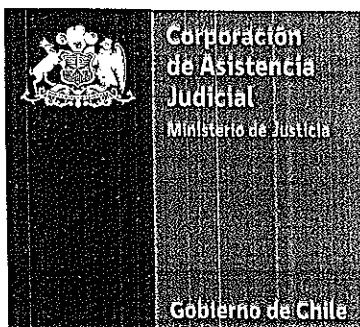 Corporación
de Asistencia
Judicial
Ministerio de Justicia
Gobierno de Chile